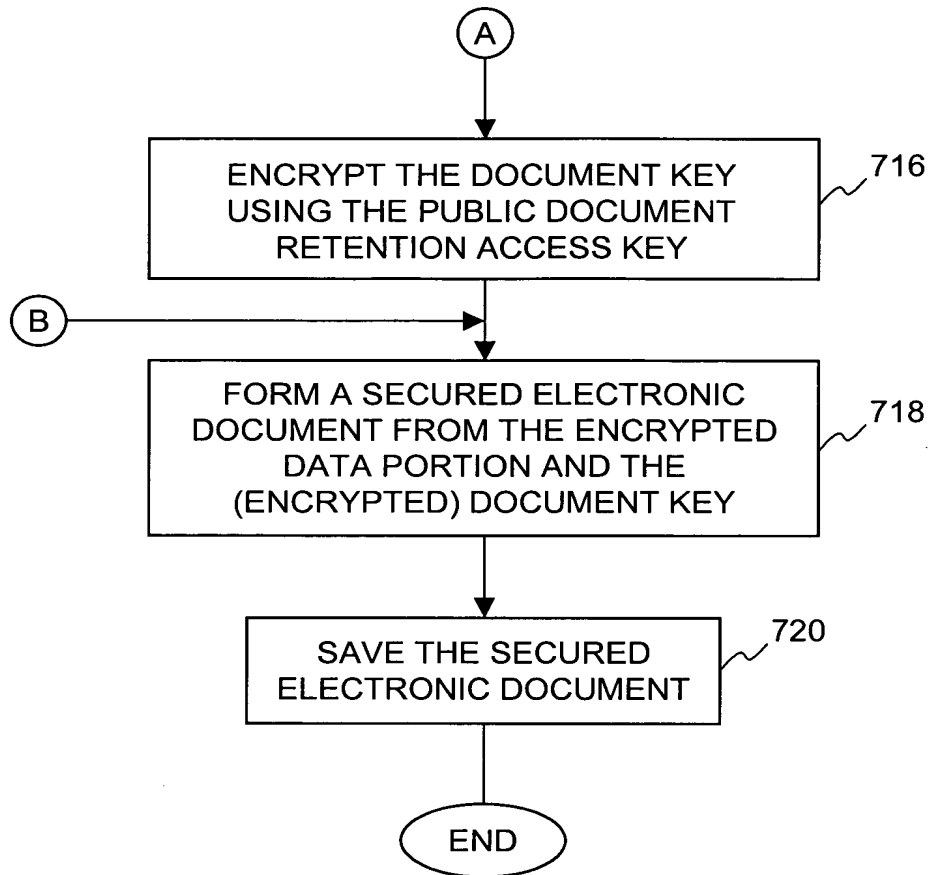 A
ENCRYPT THE DOCUMENT KEY
USING THE PUBLIC DOCUMENT
RETENTION ACCESS KEY
716
B
FORM A SECURED ELECTRONIC
DOCUMENT FROM THE ENCRYPTED
DATA PORTION AND THE
(ENCRYPTED) DOCUMENT KEY
718
SAVE THE SECURED
ELECTRONIC DOCUMENT
720
END